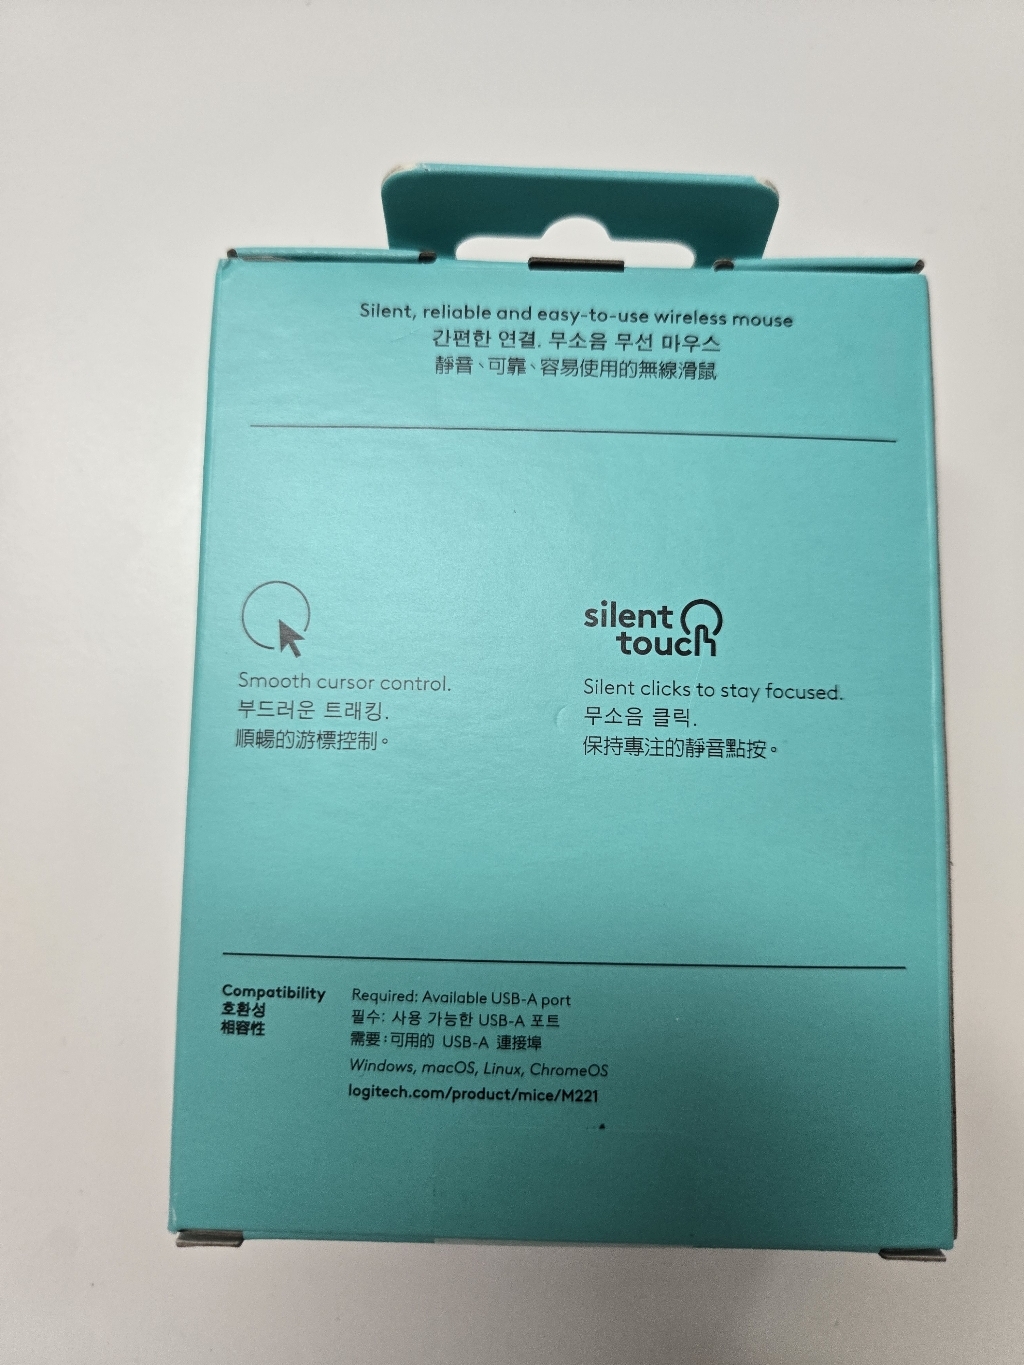 Silent, reliable and easy-to-use wireless mouse
간편한 연결. 무소음 무선 마우스
靜音、可靠、容易使用的無線滑鼠
Smooth cursor control.
부드러운 트래킹.
順暢的游標控制。
silent
touch
Silent clicks to stay focused.
무소음 클릭.
保持專注的靜音點按。
Compatibility
호환성
相容性
Required: Available USB-A port
필수: 사용 가능한 USB-A 포트
需要:可用的 USB-A 連接埠
Windows, macOS, Linux, ChromeOS
logitech.com/product/mice/M221